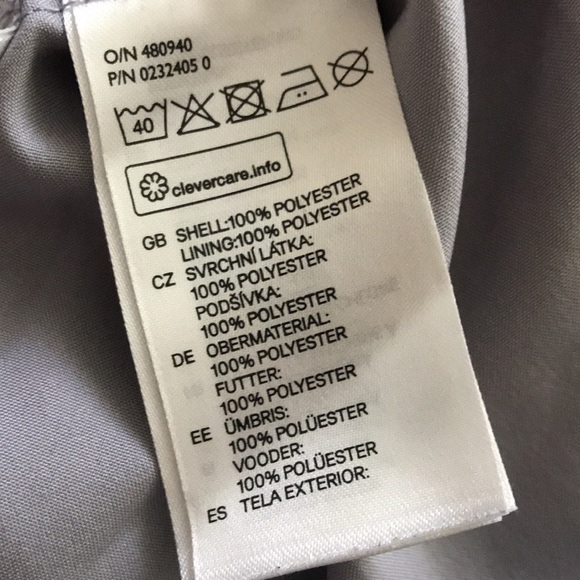 O/N 480940
P/N 0232405 0
40
clevercare.info
GB SHELL:100% POLYESTER
LINING:100% POLYESTER
CZ SVRCHNÍ LÁTKA:
100% POLYESTER
PODŠÍVKA:
100% POLYESTER
DE OBERMATERIAL:
100% POLYESTER
FUTTER:
100% POLYESTER
EE ÜMBRIS:
100% POLÜESTER
VOODER:
100% POLÜESTER
ES TELA EXTERIOR: